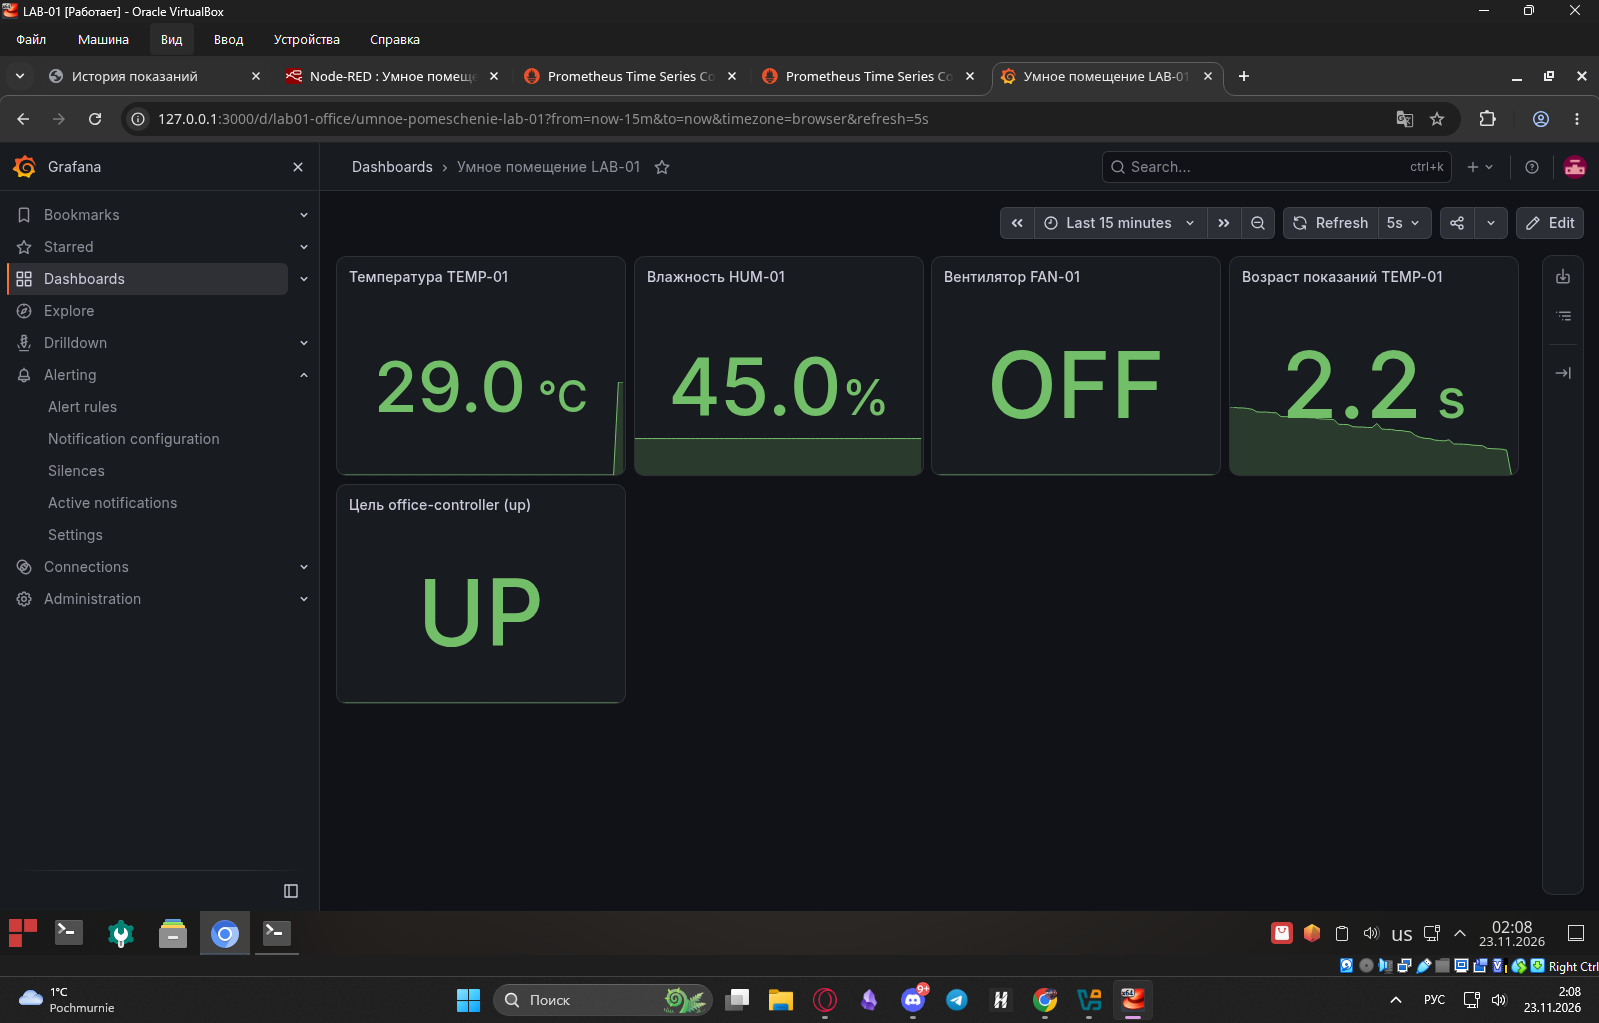 LAB-01 [Работает] - Oracle VirtualBox
Файл Машина Вид Ввод Устройства Справка
История показаний
Node-RED : Умное помеще
Prometheus Time Series Co
Prometheus Time Series Co
Умное помещение LAB-01
127.0.0.1:3000/d/lab01-office/umnoe-pomeschenie-lab-01?from=now-15m&to=now&timezone=browser&refresh=5s
Grafana
Dashboards › Умное помещение LAB-01
Search...
ctrl+k
Bookmarks
Starred
Dashboards
Explore
Drilldown
Alerting
Alert rules
Notification configuration
Silences
Active notifications
Settings
Connections
Administration
Last 15 minutes
Refresh
5s
Edit
Температура TEMP-01
29.0 °C
Влажность HUM-01
45.0%
Вентилятор FAN-01
OFF
Возраст показаний TEMP-01
2.2 s
Цель office-controller (up)
UP
us
02:08
23.11.2026
Right Ctrl
1°C
Pochmurnie
Поиск
9+
x64
РУС
2:08
23.11.2026